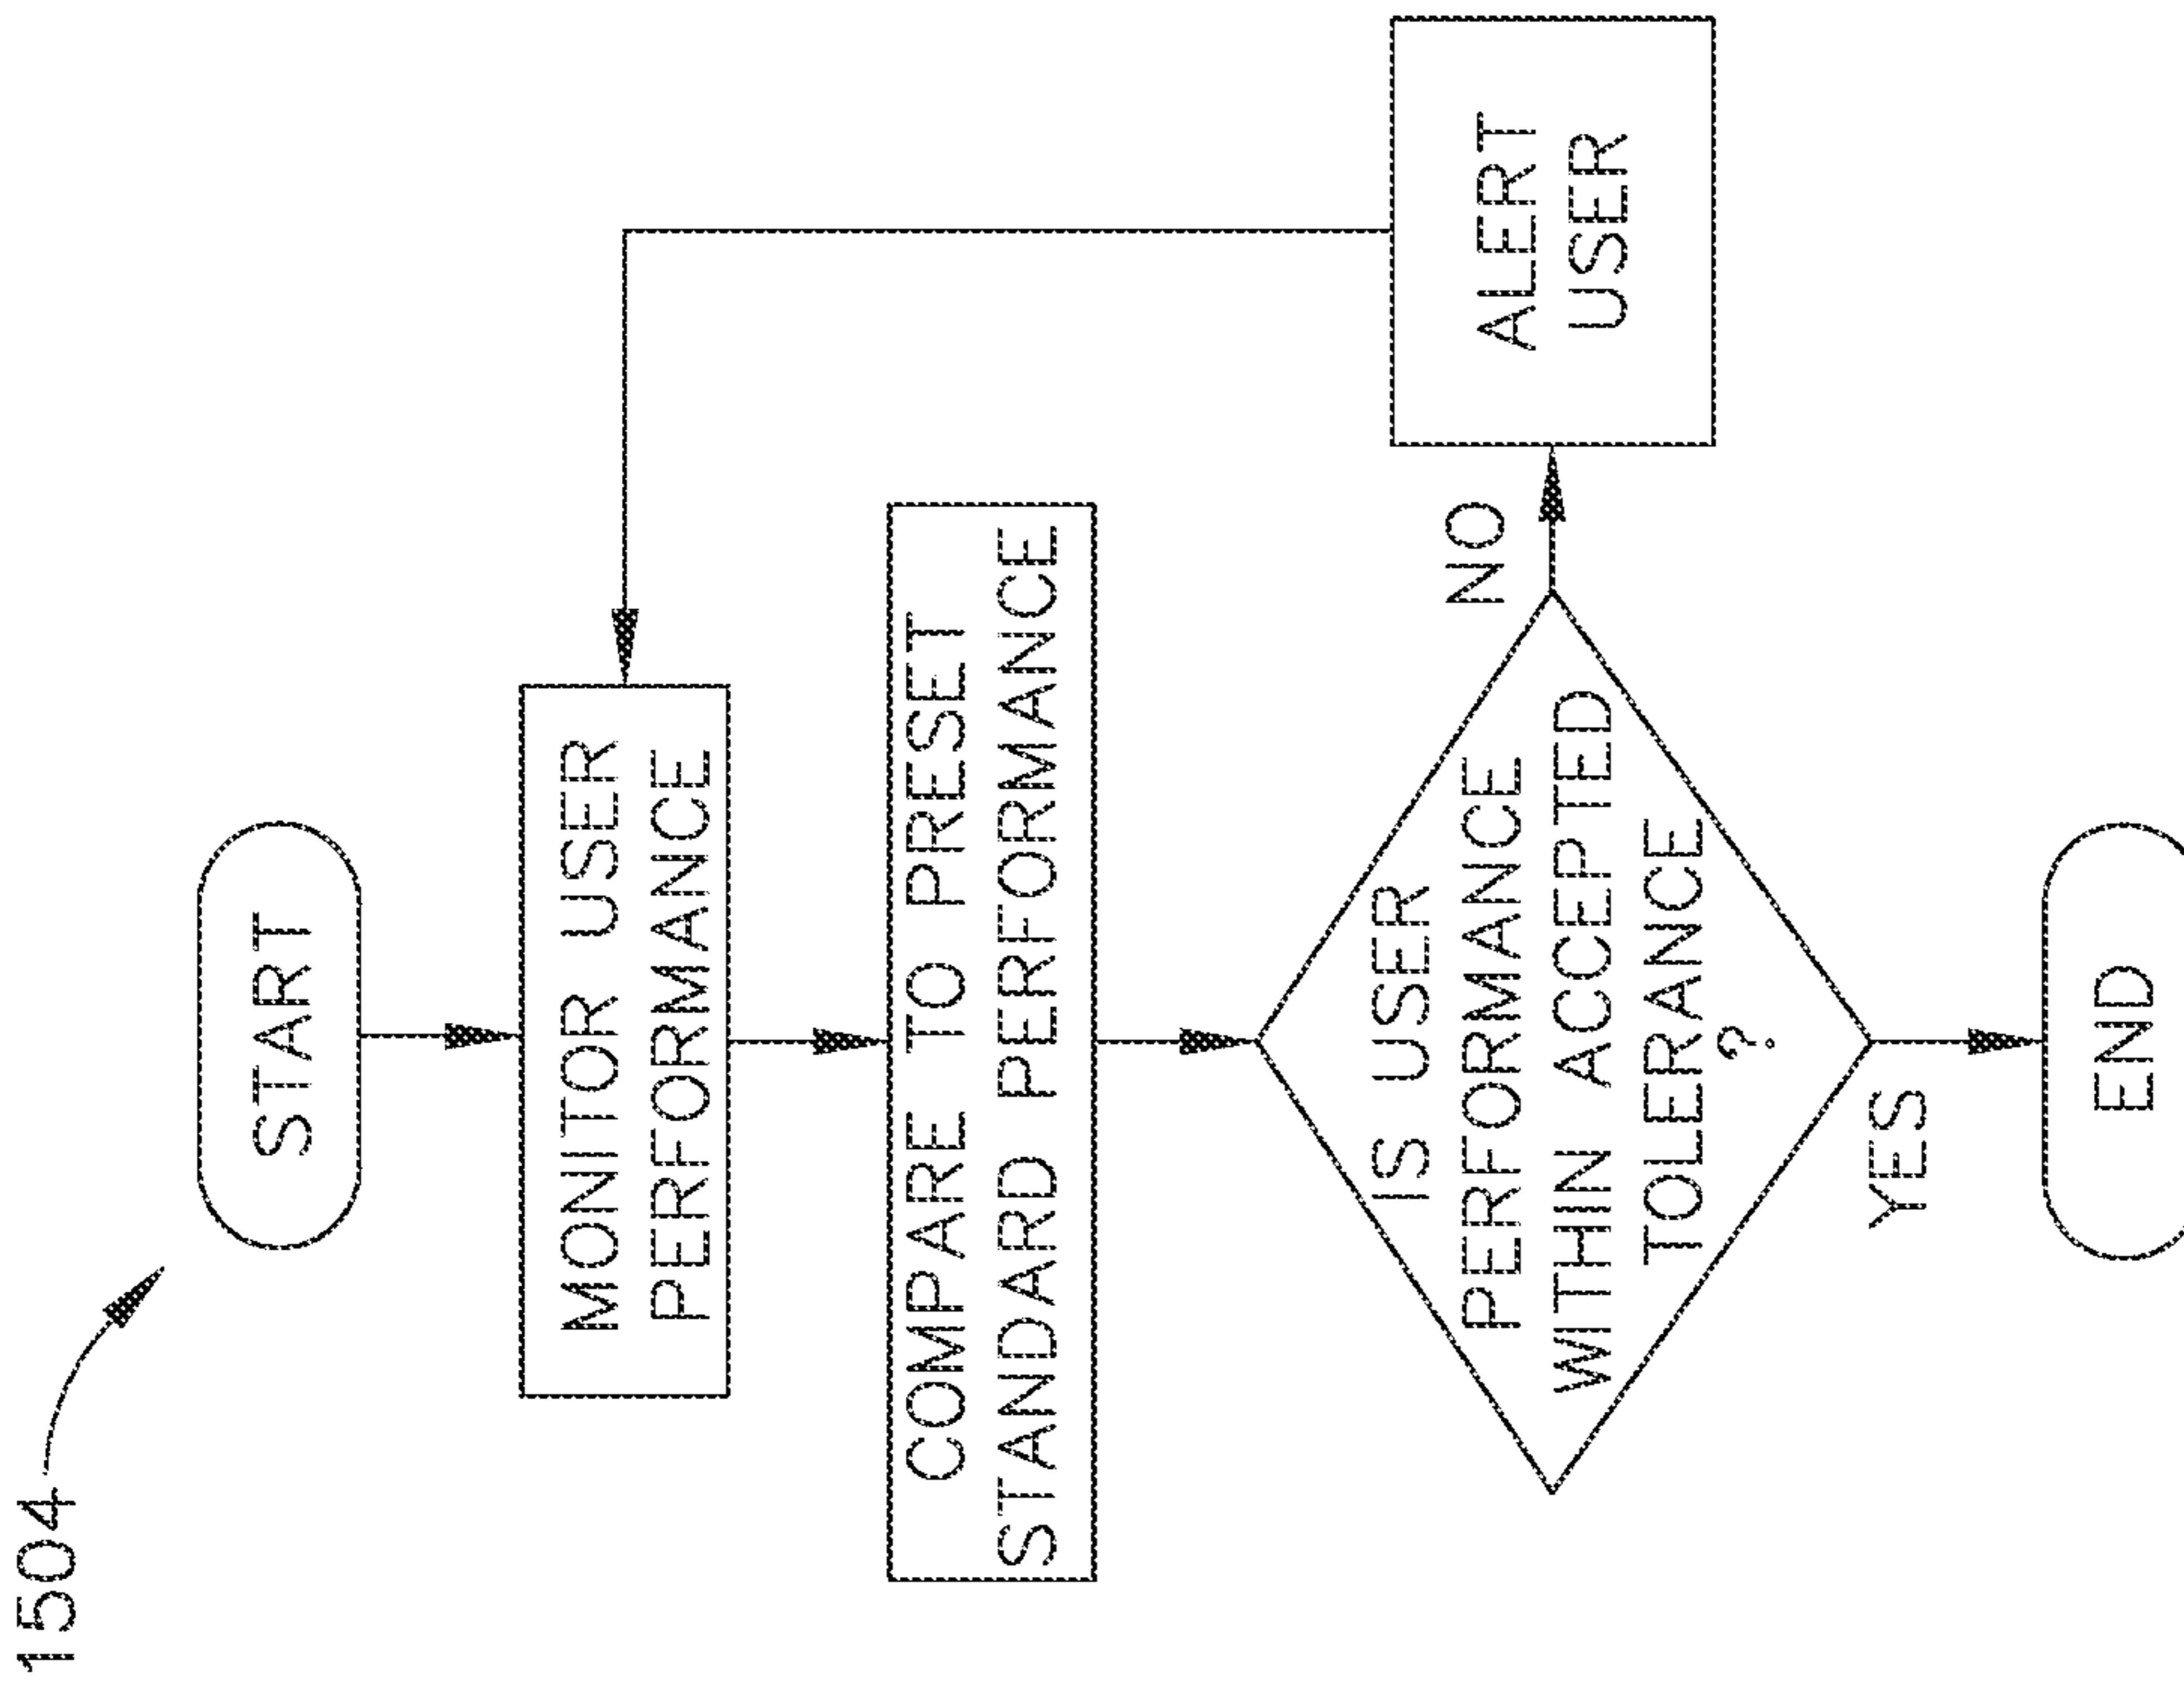 1504
START
MONITOR USER
PERFORMANCE
COMPARE TO PRESET
STANDARD PERFORMANCE
IS USER
PERFORMANCE
WITHIN ACCEPTED
TOLERANCE
?
NO
ALERT
USER
YES
END